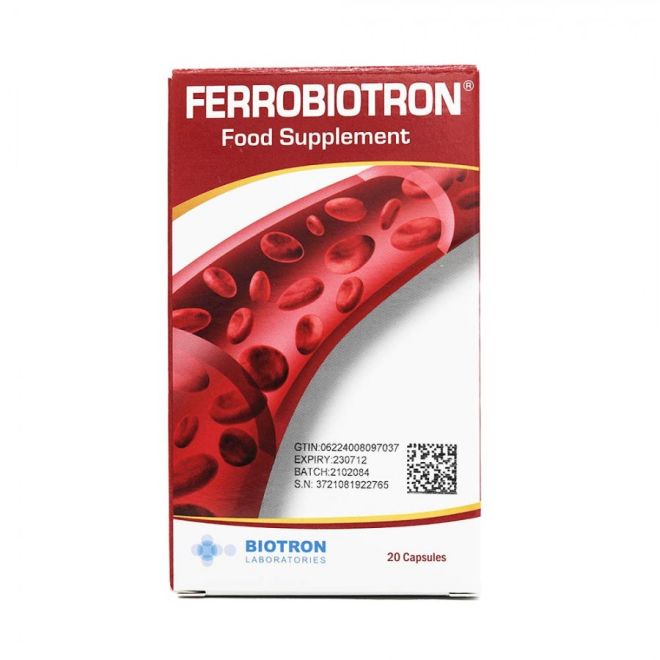 FERROBIOTRON®
Food Supplement
GTIN:06224008097037
EXPIRY:230712
BATCH:2102084
S.N: 3721081922765
BIOTRON
LABORATORIES
20 Capsules